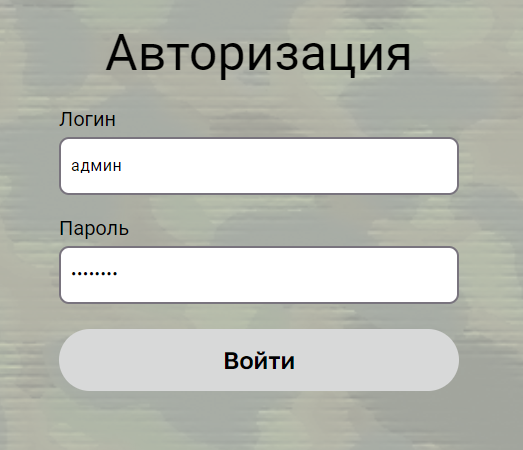 Авторизация
Логин
админ
Пароль
••••••••
Войти